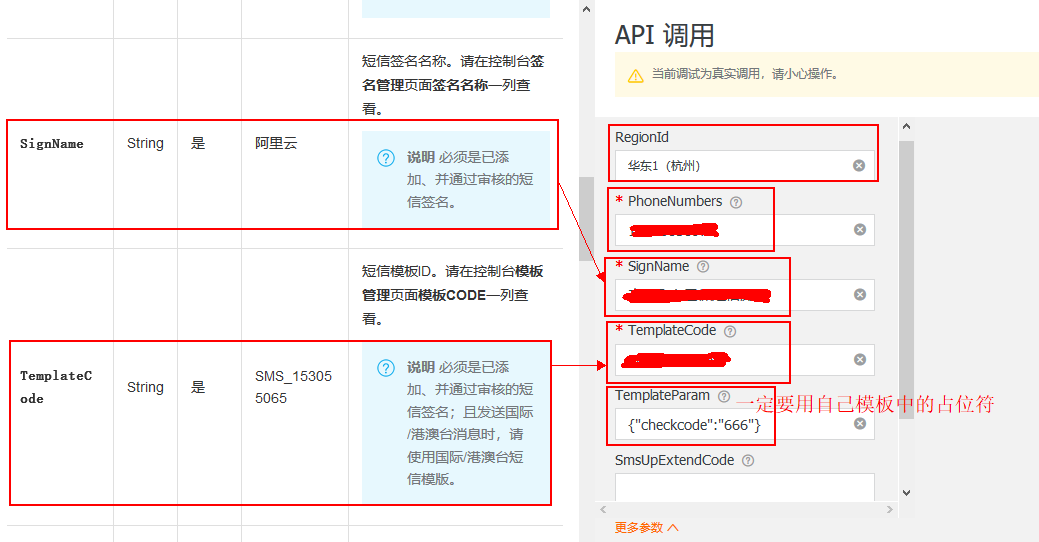 短信签名名称。请在控制台签
名管理页面签名名称一列查
看。
SignName
String
是
阿里云
说明 必须是已添
加、并通过审核的短
信签名。
短信模板ID。请在控制台模板
管理页面模板CODE一列查
看。
TemplateC
ode
String
是
SMS_15305
5065
说明 必须是已添
加、并通过审核的短
信签名；且发送国际
/港澳台消息时，请
使用国际/港澳台短
信模版。
API 调用
当前调试为真实调用，请小心操作。
RegionId
华东1（杭州）
* PhoneNumbers
* SignName
* TemplateCode
TemplateParam
一定要用自己模板中的占位符
{"checkcode":"666"}
SmsUpExtendCode
更多参数